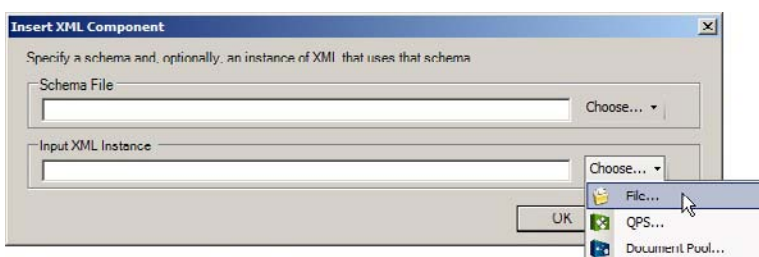 Insert XML Component
Specify a schema and, optionally, an instance of XML that uses that schema
Schema File
Choose...
Input XML Instance
Choose...
File...
OK
QPS...
Document Pool...